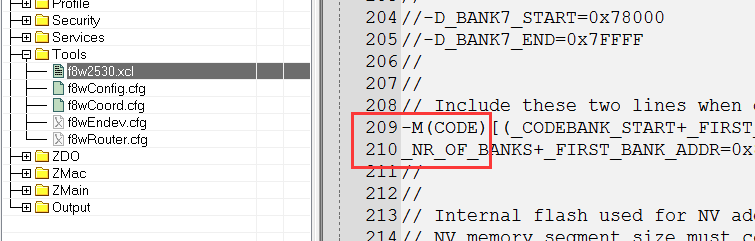 Profile
Security
Services
Tools
f8w2530.xcl
f8wConfig.cfg
f8wCoord.cfg
f8wEndev.cfg
f8wRouter.cfg
ZDO
ZMac
ZMain
Output
204 //-D_BANK7_START=0x78000
205 //-D_BANK7_END=0x7FFFF
206 //
207 //
208 // Include these two lines when
209 -M(CODE)[(_CODEBANK_START+_FIRST_
210 _NR_OF_BANKS+_FIRST_BANK_ADDR=0x
211 //
212 //
213 // Internal flash used for NV add
214 // NV memory segment size must co